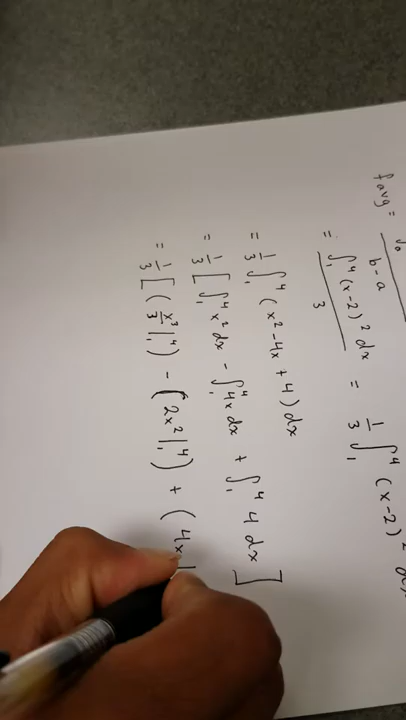 favg =
b-a
= ∫₁⁴ (x-2)² dx / 3 = 1/3 ∫₁⁴ (x-2)²
= 1/3 ∫₁⁴ (x² - 4x + 4) dx
= 1/3 [ ∫₁⁴ x² dx - ∫₁⁴ 4x dx + ∫₁⁴ 4 dx ]
= 1/3 [ (x³/3 |₁⁴) - (2x² |₁⁴) + (4x|